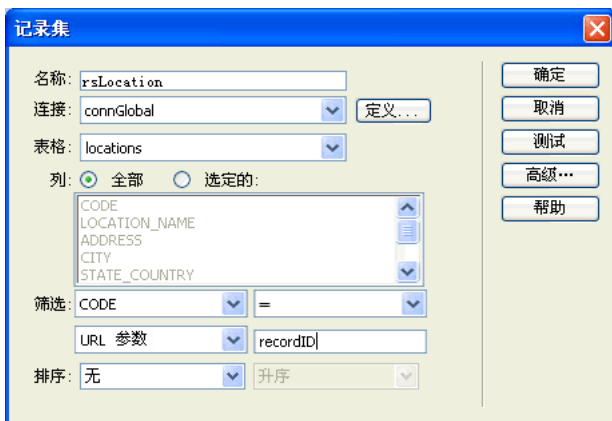 记录集
名称: rsLocation
确定
连接: connGlobal
定义...
取消
表格: locations
测试
列: 全部 选定的:
高级…
CODE
LOCATION_NAME
ADDRESS
CITY
STATE_COUNTRY
帮助
筛选: CODE =
URL 参数 recordID
排序: 无 升序